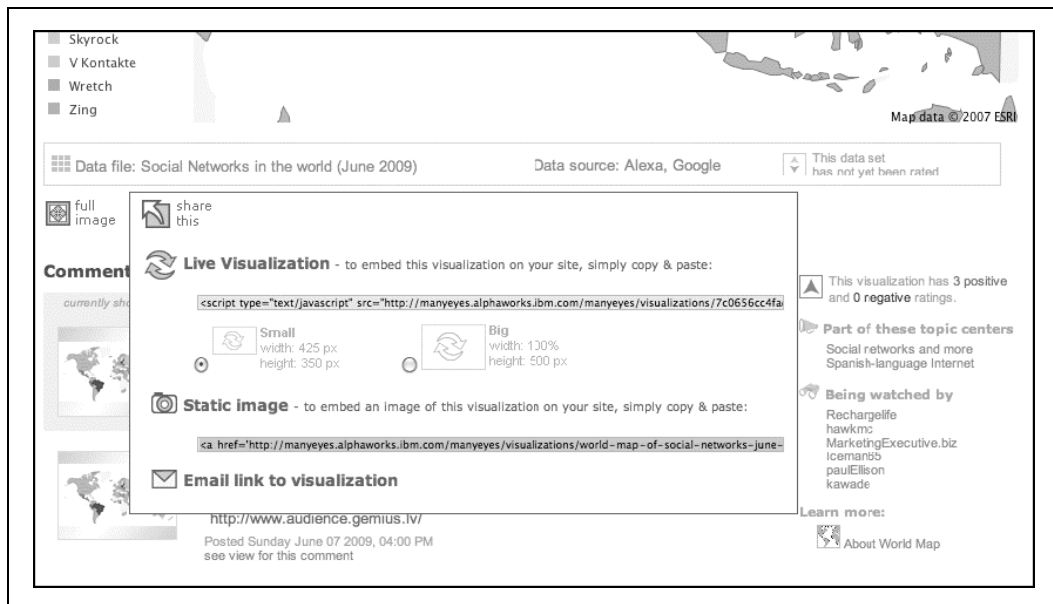 Skyrock
V Kontakte
Wretch
Zing
Map data © 2007 ESRI
Data file: Social Networks in the world (June 2009)
Data source: Alexa, Google
This data set
has not yet been rated
full
image
share
this
Live Visualization - to embed this visualization on your site, simply copy & paste:
<script type="text/javascript" src="http://manyeyes.alphaworks.ibm.com/manyeyes/visualizations/7c0656cc4fa
Small
width: 425 px
height: 350 px
Big
width: 100%
height: 500 px
Static image - to embed an image of this visualization on your site, simply copy & paste:
<a href='http://manyeyes.alphaworks.ibm.com/manyeyes/visualizations/world-map-of-social-networks-june-
Email link to visualization
Comment
currently sho
http://www.audience.gemius.lv/
Posted Sunday June 07 2009, 04:00 PM
see view for this comment
This visualization has 3 positive
and 0 negative ratings.
Part of these topic centers
Social networks and more
Spanish-language Internet
Being watched by
Rechargelife
hawkmc
MarketingExecutive.biz
Iceman65
paulEllison
kawade
Learn more:
About World Map